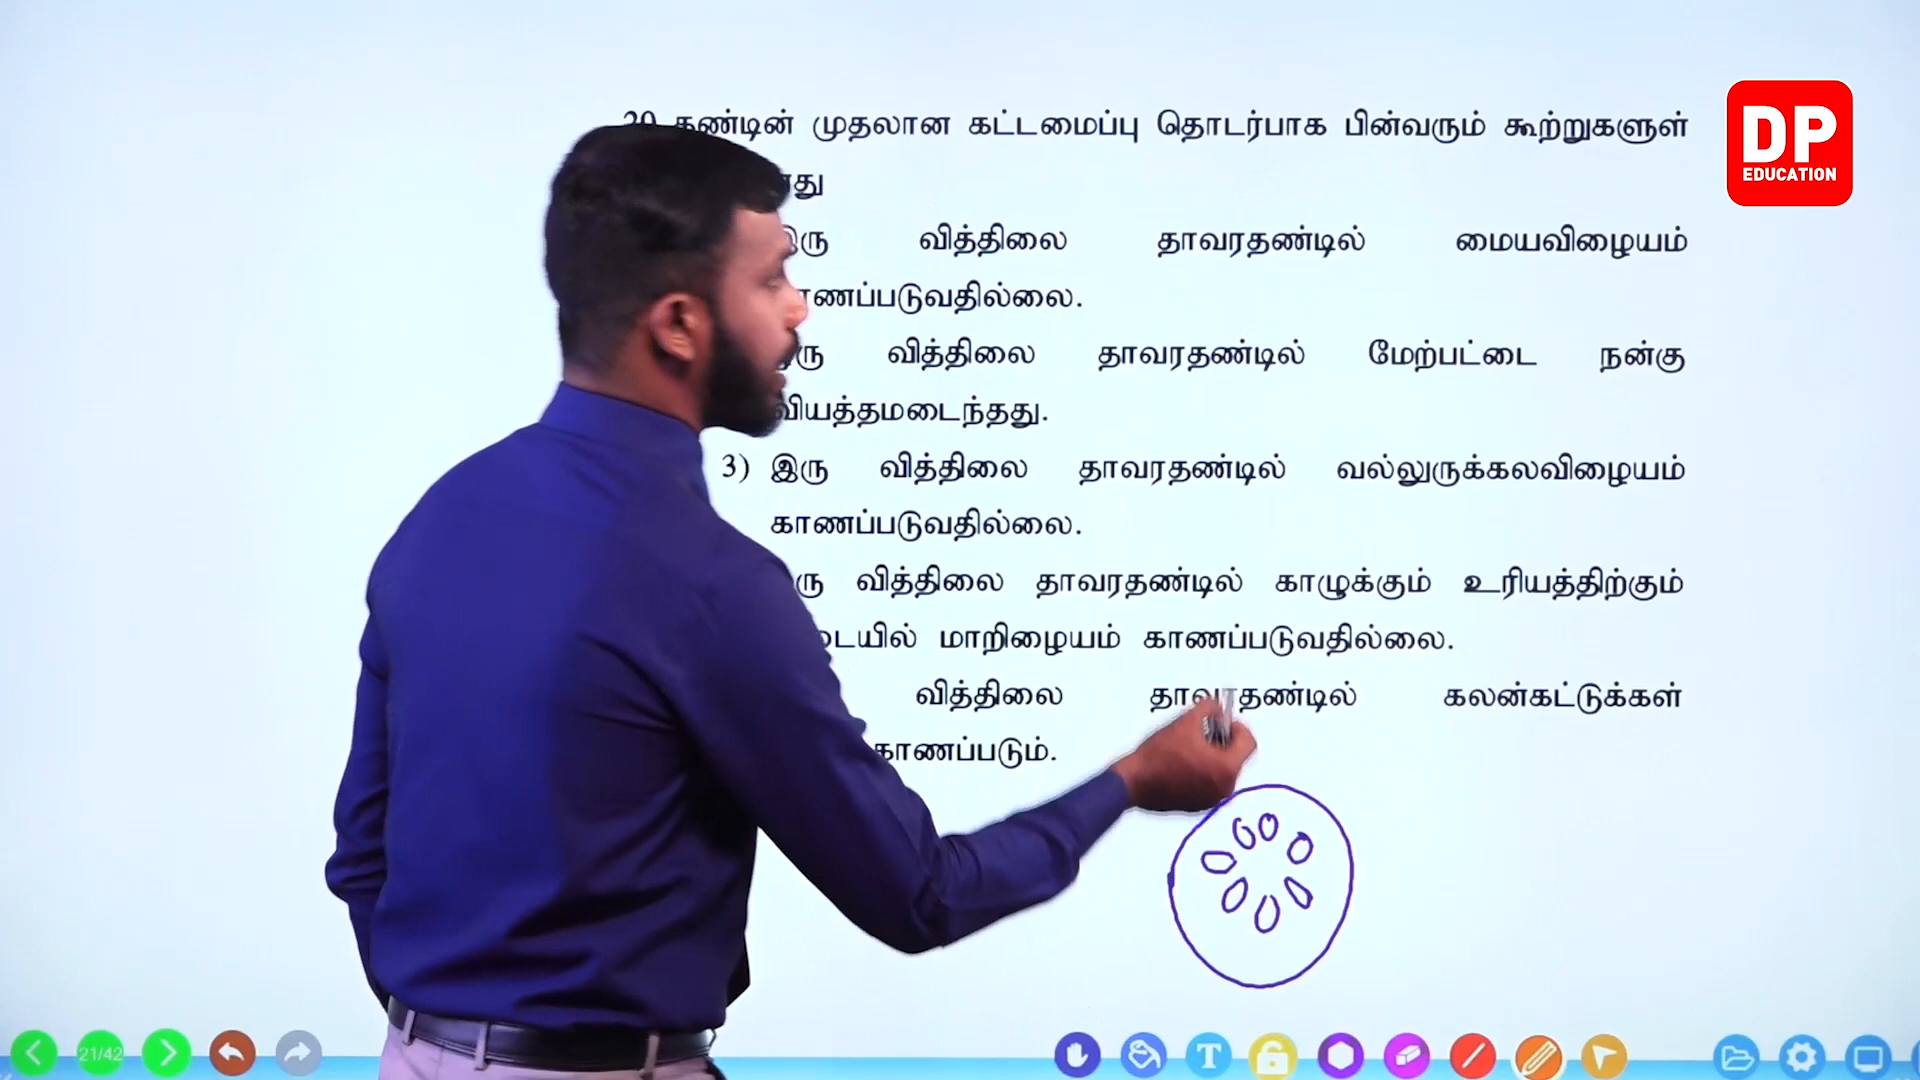 தண்டின் முதலான கட்டமைப்பு தொடர்பாக பின்வரும் கூற்றுகளுள்
வித்திலை தாவரதண்டில் மையவிழையம்
காணப்படுவதில்லை.
வித்திலை தாவரதண்டில் மேற்பட்டை நன்கு
வியத்தமடைந்தது.
3) இரு வித்திலை தாவரதண்டில் வல்லுருக்கலவிழையம்
காணப்படுவதில்லை.
வித்திலை தாவரதண்டில் காழுக்கும் உரியத்திற்கும்
மாறிழையம் காணப்படுவதில்லை.
வித்திலை தாவரதண்டில் கலன்கட்டுக்கள்
காணப்படும்.
DP
EDUCATION
21/42
T